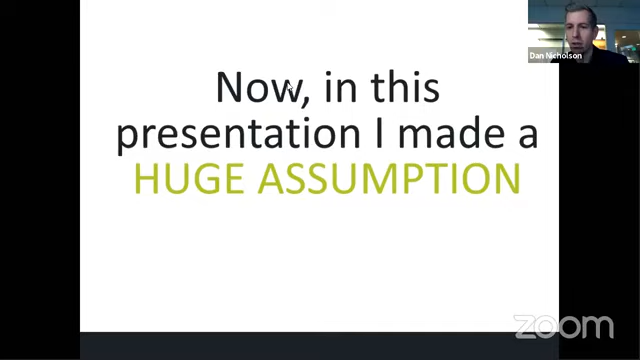 Dan Nicholson
Now, in this
presentation I made a
HUGE ASSUMPTION
zoom